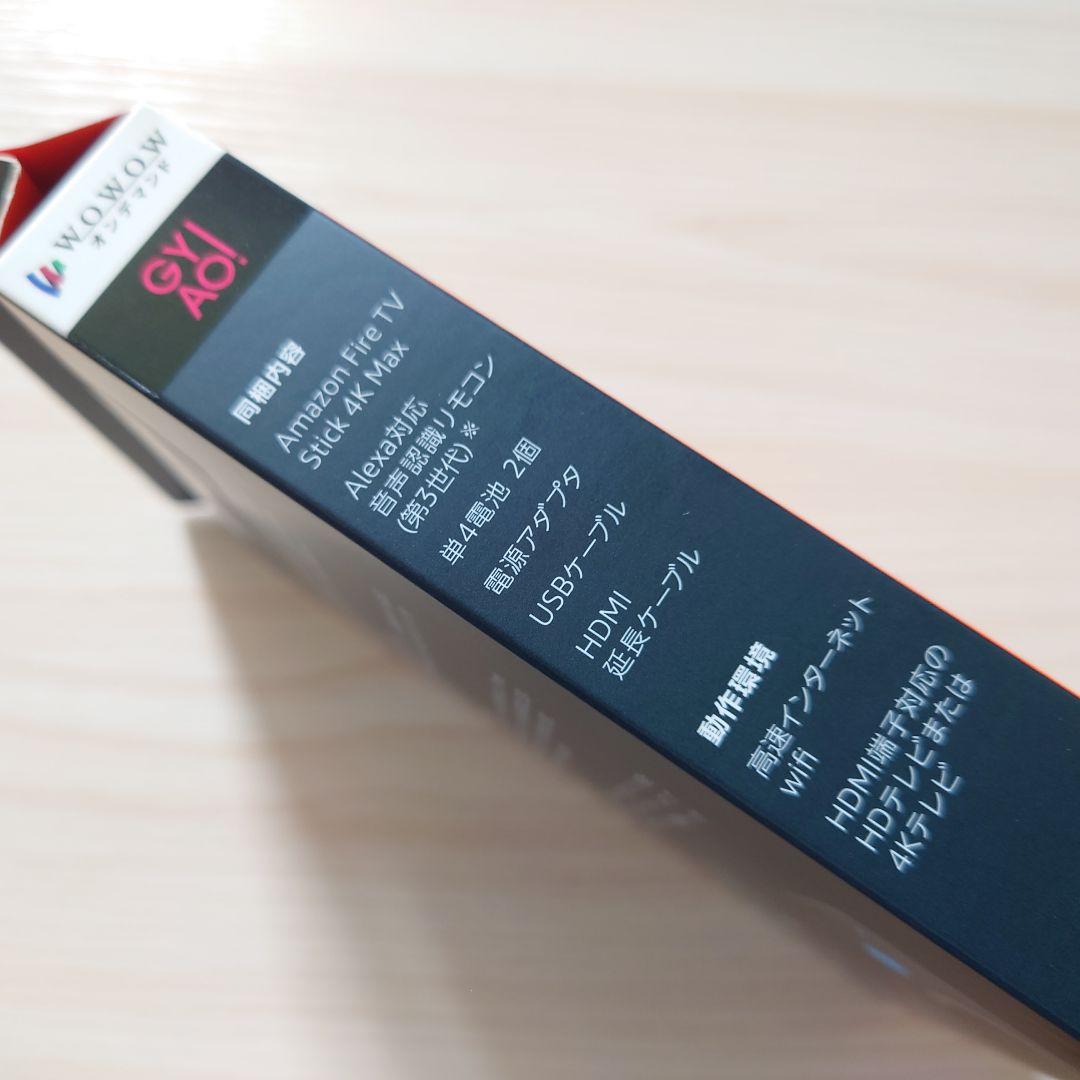 W.O.W.O.W
オンデマンド
GY
AO!
同梱内容
Amazon Fire TV
Stick 4K Max
Alexa対応
音声認識リモコン
(第3世代) ※
単4電池 2個
電源アダプタ
USBケーブル
HDMI
延長ケーブル
動作環境
高速インターネット
wifi
HDMI端子対応の
HDテレビまたは
4Kテレビ